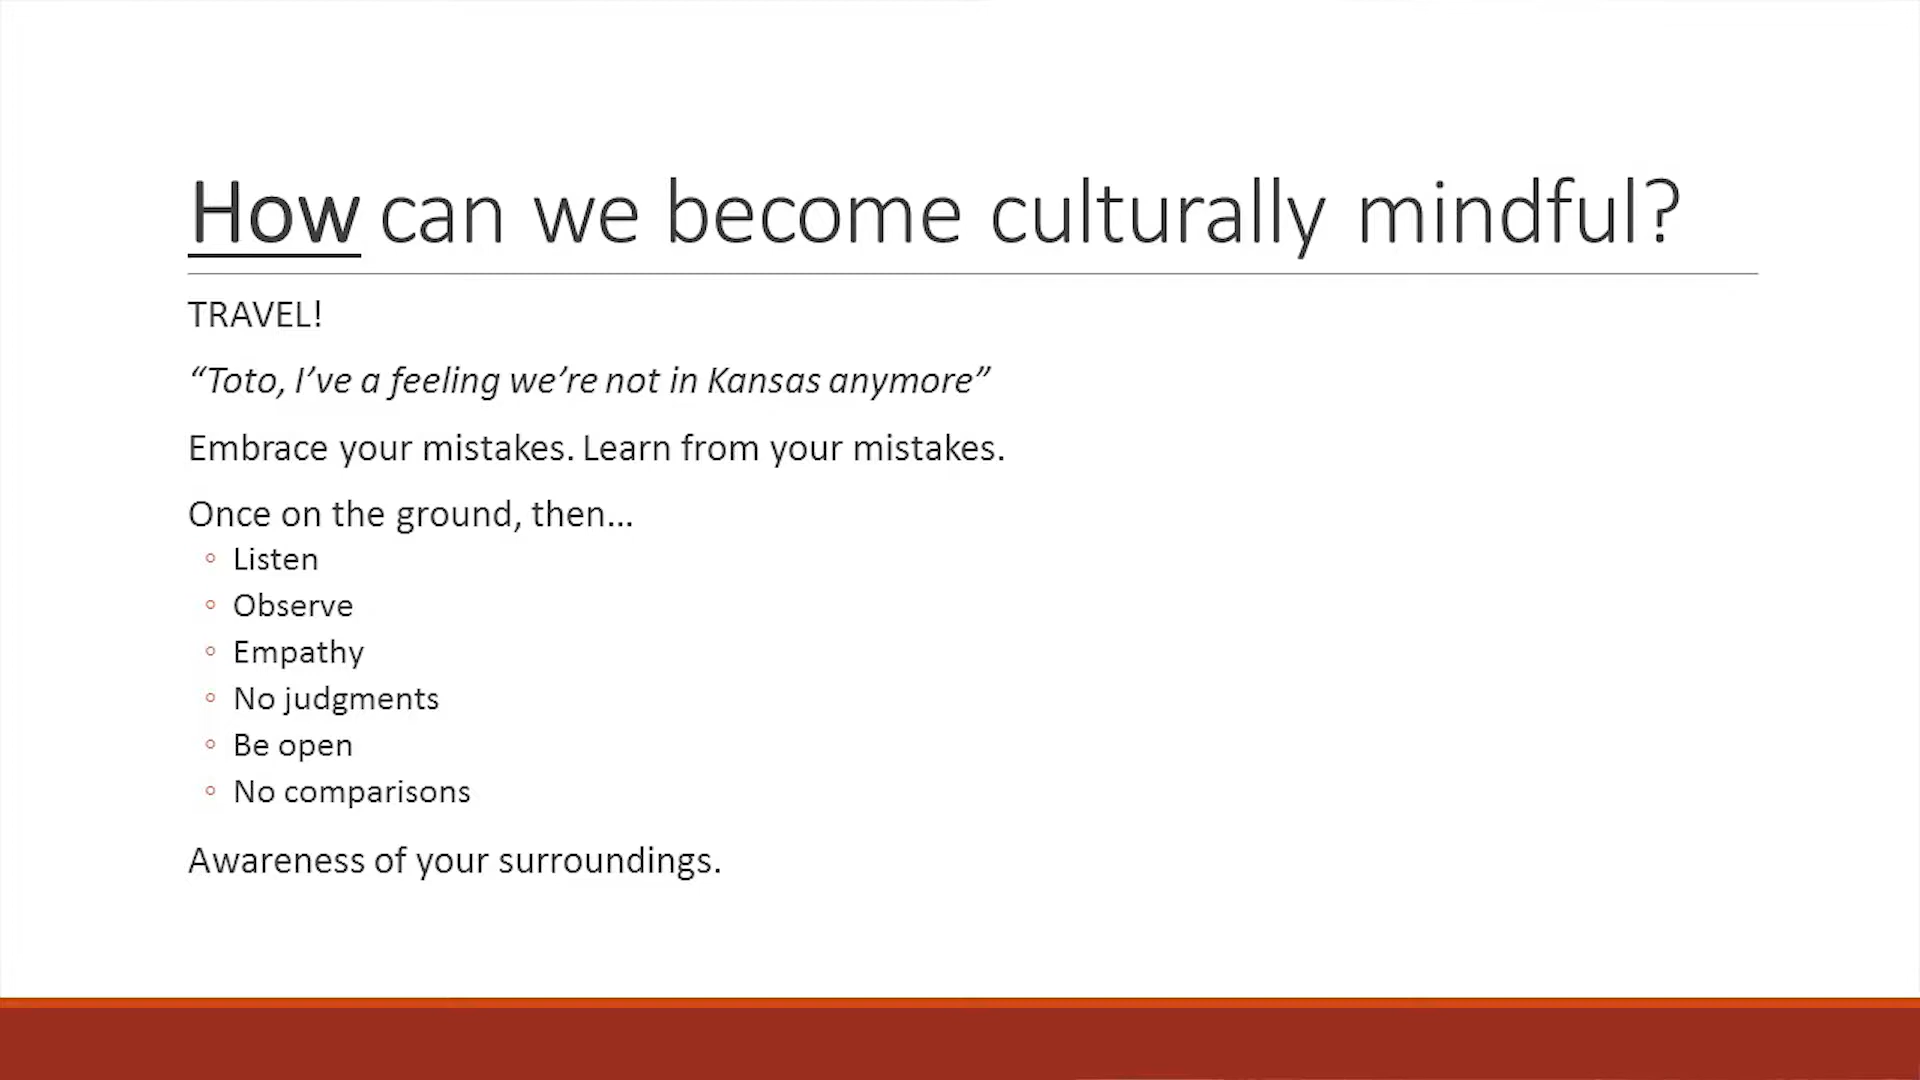 How can we become culturally mindful?
TRAVEL!
“Toto, I’ve a feeling we’re not in Kansas anymore”
Embrace your mistakes. Learn from your mistakes.
Once on the ground, then…
◦ Listen
◦ Observe
◦ Empathy
◦ No judgments
◦ Be open
◦ No comparisons
Awareness of your surroundings.